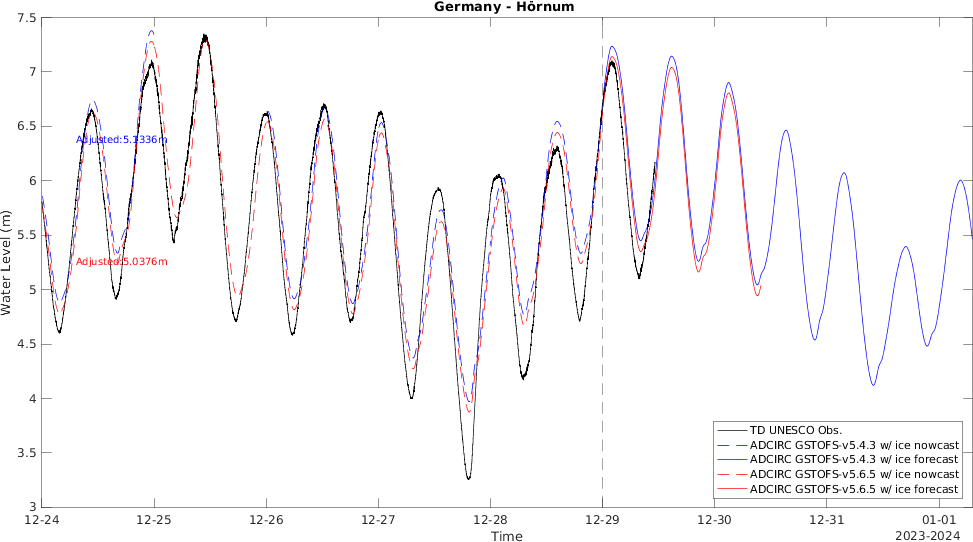 Germany - Hörnum
7.5
7
6.5
6
5.5
5
4.5
4
3.5
3
Water Level (m)
Adjusted:5.1336m
Adjusted:5.0376m
TD UNESCO Obs.
ADCIRC GSTOFS-v5.4.3 w/ ice nowcast
ADCIRC GSTOFS-v5.4.3 w/ ice forecast
ADCIRC GSTOFS-v5.6.5 w/ ice nowcast
ADCIRC GSTOFS-v5.6.5 w/ ice forecast
12-24 12-25 12-26 12-27 12-28 12-29 12-30 12-31 01-01
Time
2023-2024